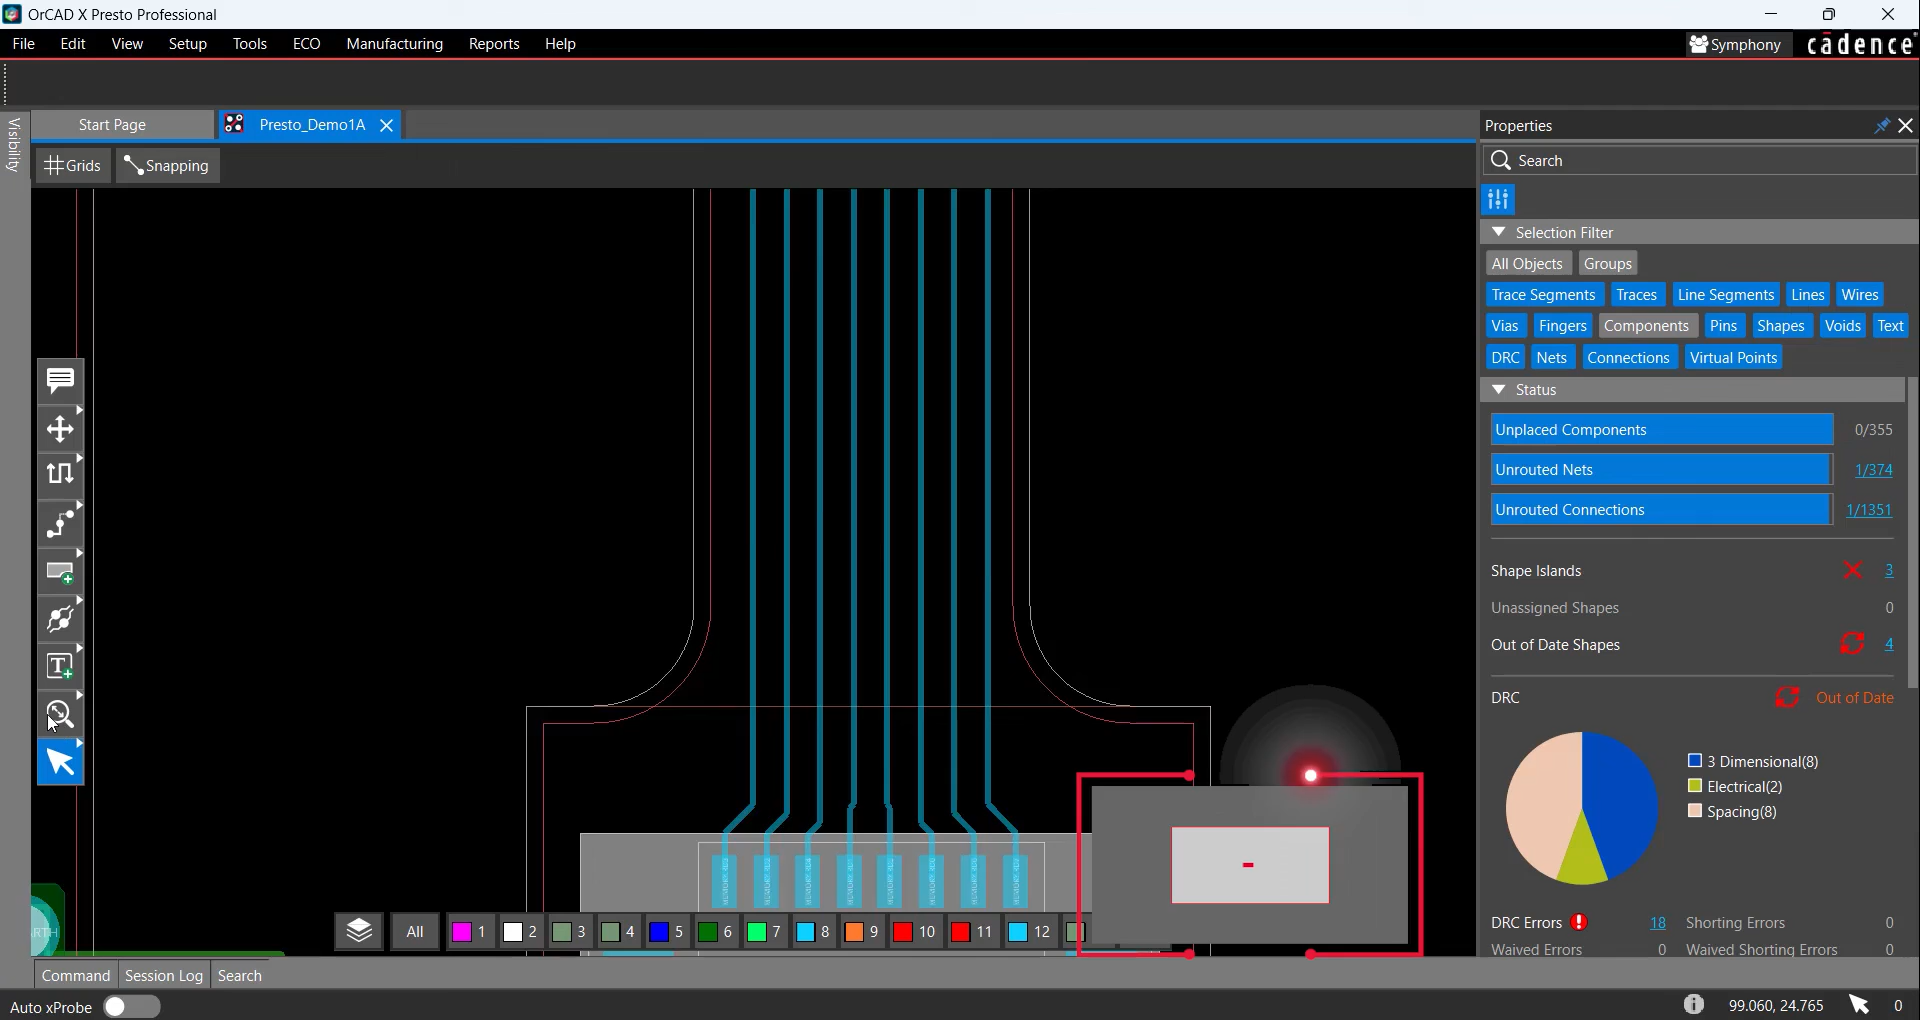 OrCAD X Presto Professional
File Edit View Setup Tools ECO Manufacturing Reports Help
Symphony cādence
Start Page Presto_Demo1A
Properties
Visibility
Grids Snapping
Search
Selection Filter
All Objects Groups
Trace Segments Traces Line Segments Lines Wires
Vias Fingers Components Pins Shapes Voids Text
DRC Nets Connections Virtual Points
Status
Unplaced Components 0/355
Unrouted Nets 1/374
Unrouted Connections 1/1351
Shape Islands 3
Unassigned Shapes 0
Out of Date Shapes 4
DRC Out of Date
3 Dimensional(8)
Electrical(2)
Spacing(8)
DRC Errors 18 Shorting Errors 0
Waived Errors 0 Waived Shorting Errors 0
All 1 2 3 4 5 6 7 8 9 10 11 12
Command Session Log Search
Auto xProbe
99.060, 24.765 0